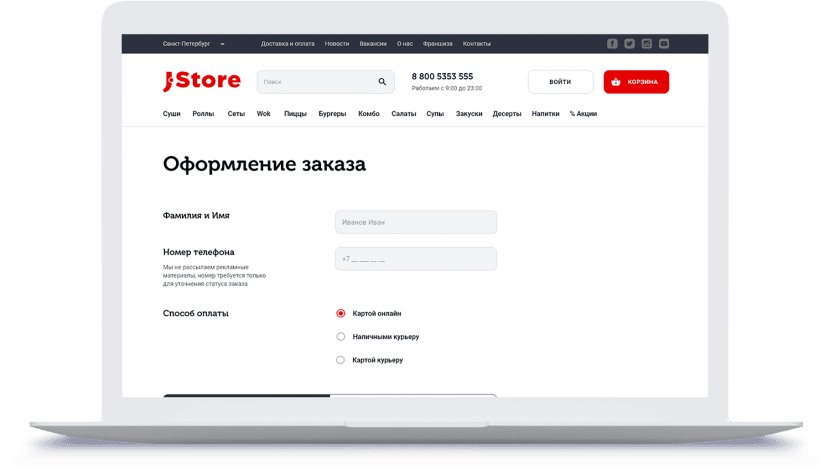 Санкт-Петербург Доставка и оплата Новости Вакансии О нас Франшиза Контакты
Store
Поиск
8 800 5353 555
Работаем с 9:00 до 23:00
ВОЙТИ
КОРЗИНА
Суши Роллы Сеты Wok Пиццы Бургеры Комбо Салаты Супы Закуски Десерты Напитки % Акции
Оформление заказа
Фамилия и Имя
Иванов Иван
Номер телефона
+7 __ ___ __ __
Мы не рассылаем рекламные
материалы, номер требуется только
для уточнения статуса заказа
Способ оплаты
Картой онлайн
Наличными курьеру
Картой курьеру